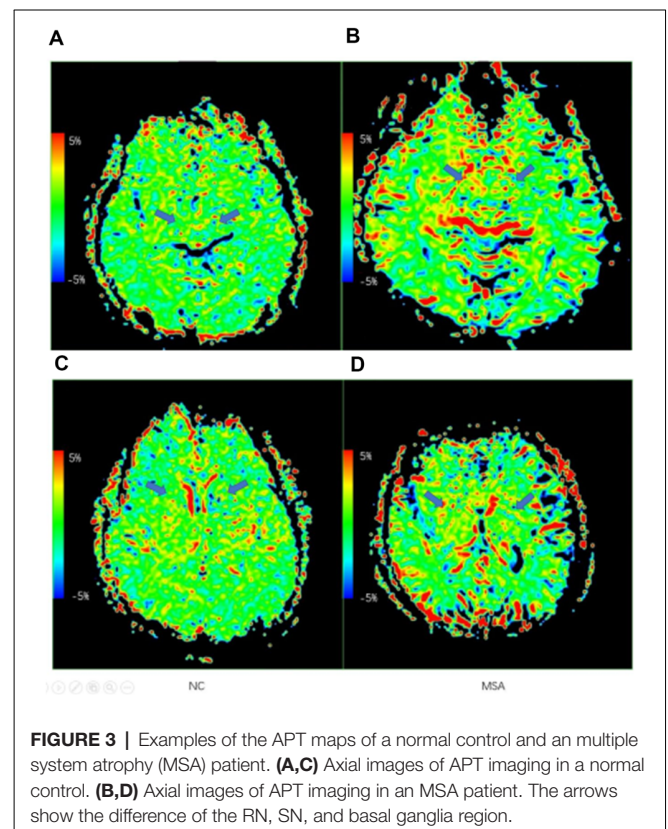 A
B
5%
-5%
5%
-5%
C
D
5%
-5%
5%
-5%
NC
MSA
FIGURE 3 | Examples of the APT maps of a normal control and an multiple
system atrophy (MSA) patient. (A,C) Axial images of APT imaging in a normal
control. (B,D) Axial images of APT imaging in an MSA patient. The arrows
show the difference of the RN, SN, and basal ganglia region.